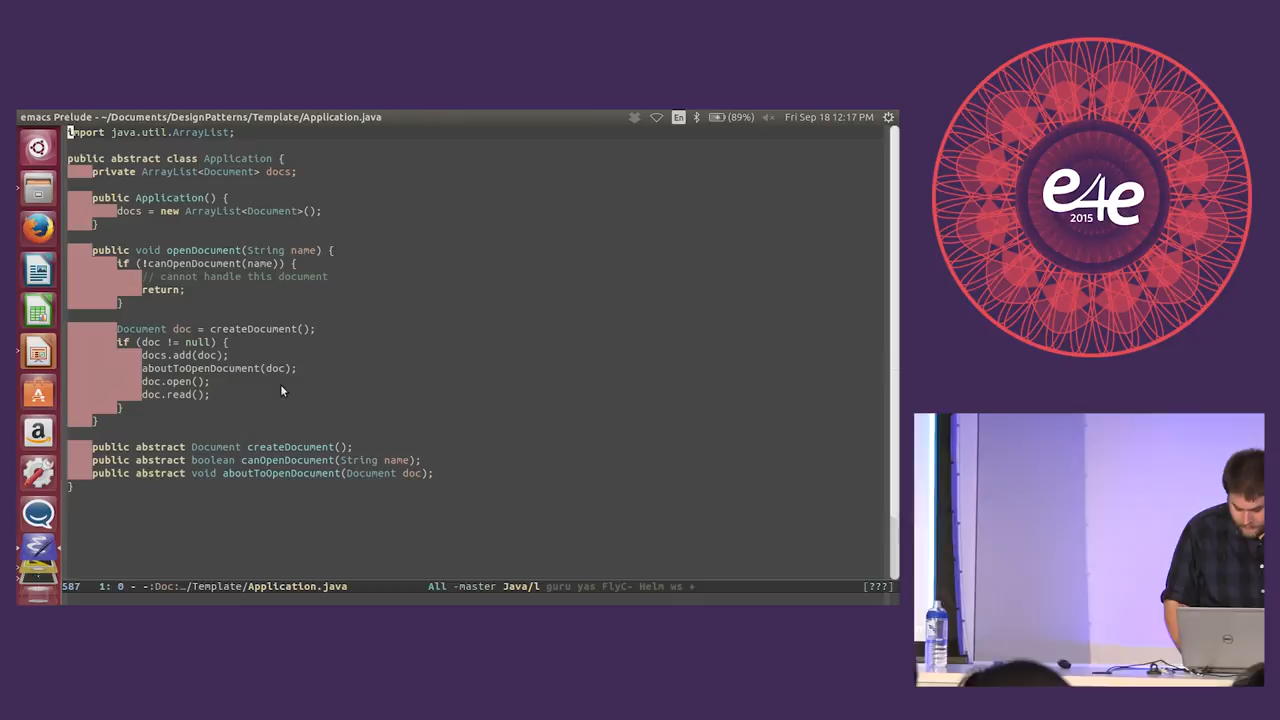 emacs Prelude - ~/Documents/DesignPatterns/Template/Application.java
En
(89%)
Fri Sep 18 12:17 PM
import java.util.ArrayList;
public abstract class Application {
private ArrayList<Document> docs;
public Application() {
docs = new ArrayList<Document>();
}
public void openDocument(String name) {
if (!canOpenDocument(name)) {
// cannot handle this document
return;
}
Document doc = createDocument();
if (doc != null) {
docs.add(doc);
aboutToOpenDocument(doc);
doc.open();
doc.read();
}
}
public abstract Document createDocument();
public abstract boolean canOpenDocument(String name);
public abstract void aboutToOpenDocument(Document doc);
}
587 1: 0 - -:Doc:…/Template/Application.java All -master Java/l guru yas FlyC- Helm ws + [???]
e4e
2015